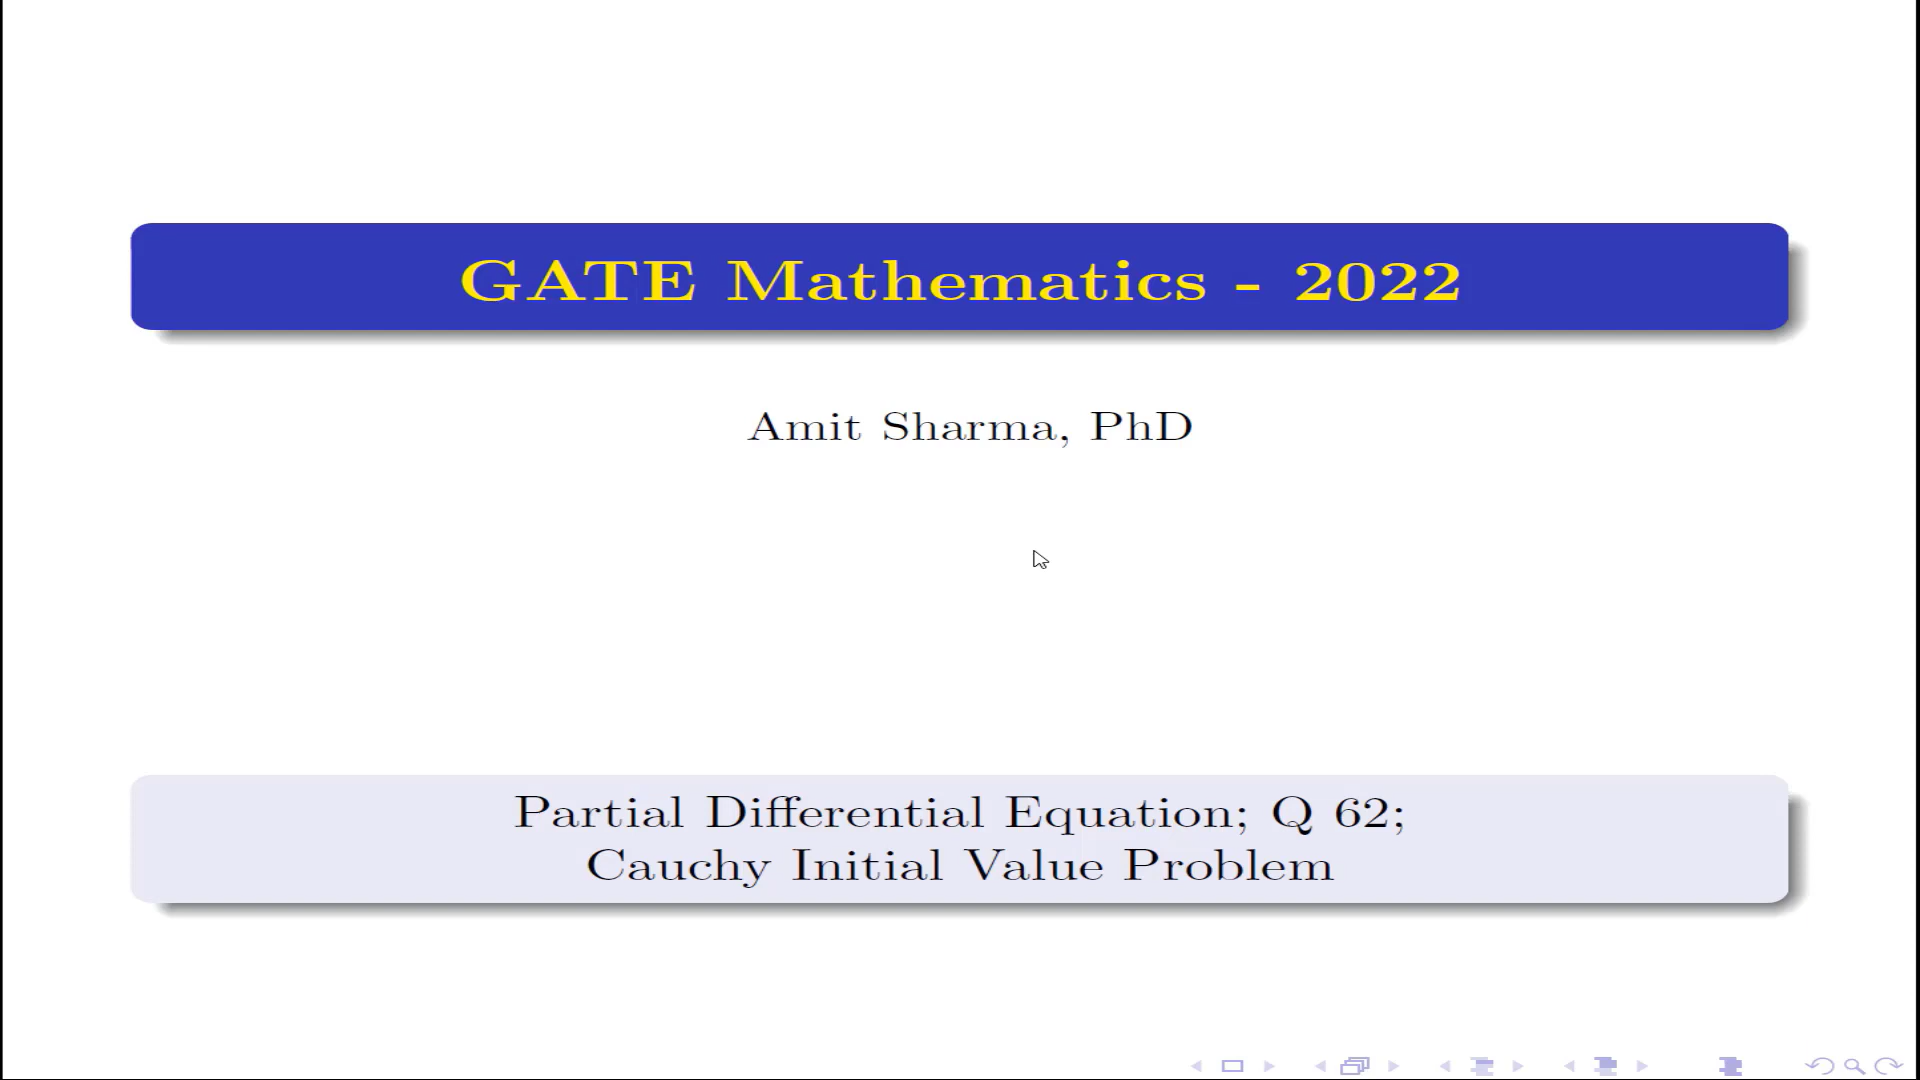 GATE Mathematics - 2022
Amit Sharma, PhD
Partial Differential Equation; Q 62;
Cauchy Initial Value Problem